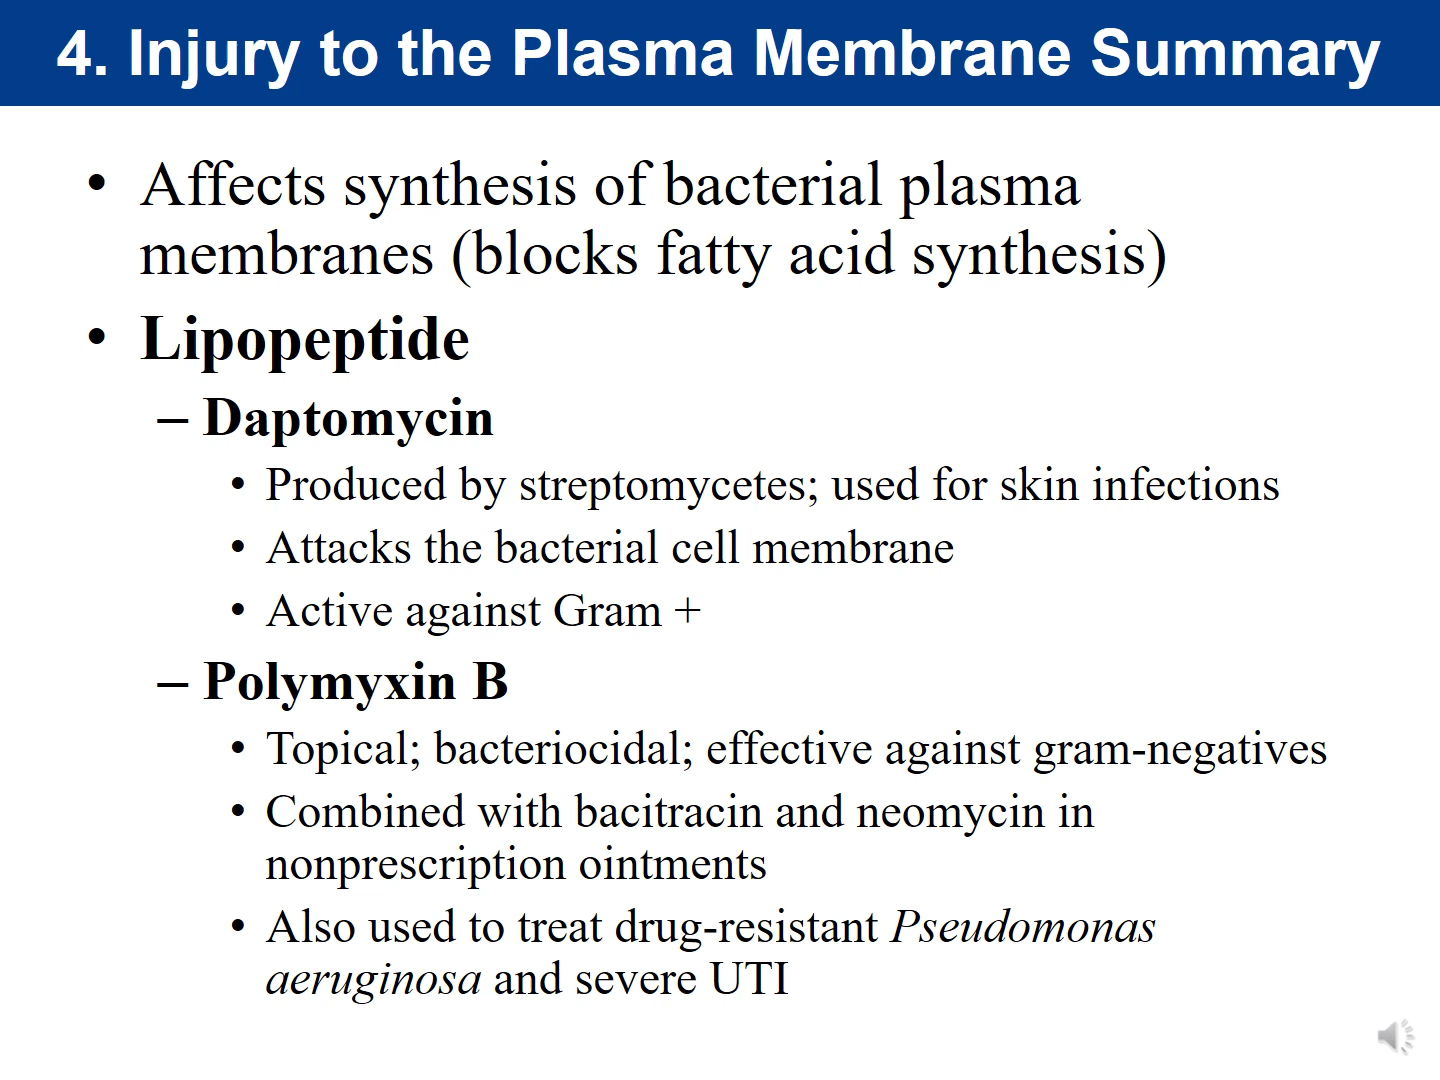 4. Injury to the Plasma Membrane Summary
• Affects synthesis of bacterial plasma
membranes (blocks fatty acid synthesis)
• Lipopeptide
– Daptomycin
• Produced by streptomycetes; used for skin infections
• Attacks the bacterial cell membrane
• Active against Gram +
– Polymyxin B
• Topical; bacteriocidal; effective against gram-negatives
• Combined with bacitracin and neomycin in
nonprescription ointments
• Also used to treat drug-resistant Pseudomonas
aeruginosa and severe UTI